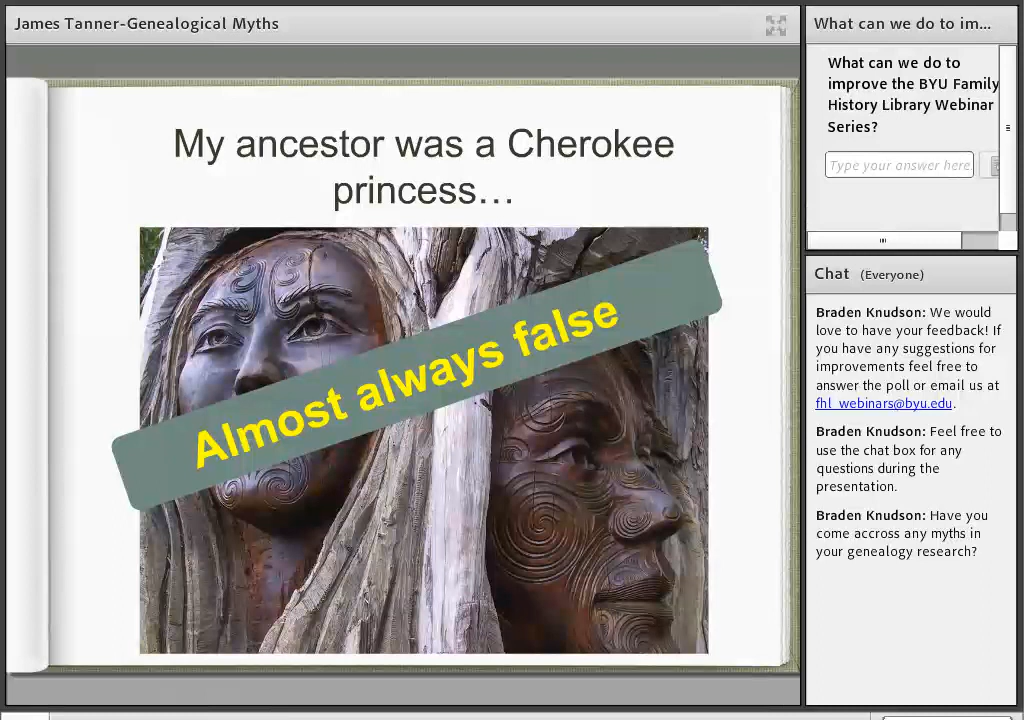 James Tanner-Genealogical Myths
My ancestor was a Cherokee
princess…
Almost always false
What can we do to im...
What can we do to
improve the BYU Family
History Library Webinar
Series?
Type your answer here
Chat (Everyone)
Braden Knudson: We would
love to have your feedback! If
you have any suggestions for
improvements feel free to
answer the poll or email us at
fhl_webinars@byu.edu.
Braden Knudson: Feel free to
use the chat box for any
questions during the
presentation.
Braden Knudson: Have you
come accross any myths in
your genealogy research?